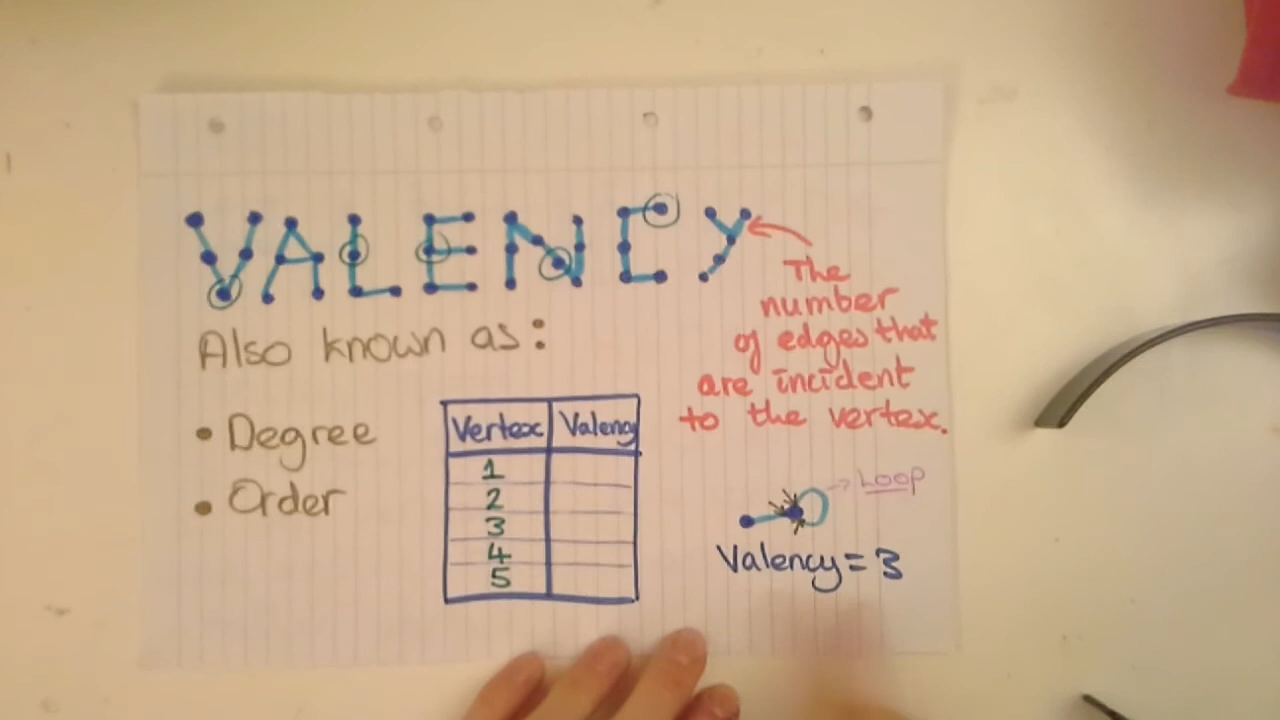 VALENCY
The
number
of edges that
are incident
to the vertex.
Also known as:
• Degree
• Order
Vertex Valency
1
2
3
4
5
Loop
Valency = 3